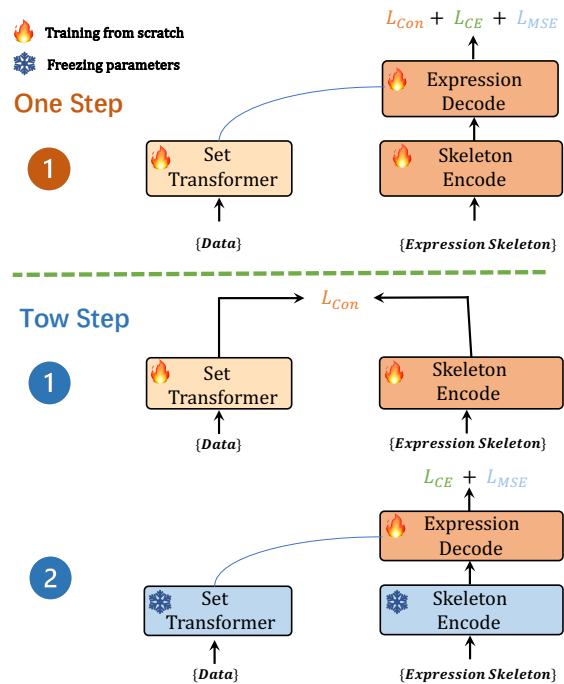 L_Con + L_CE + L_MSE
Training from scratch
Freezing parameters
One Step
Expression
Decode
1
Set
Transformer
Skeleton
Encode
{Data}
{Expression Skeleton}
Tow Step
L_Con
1
Set
Transformer
Skeleton
Encode
{Data}
{Expression Skeleton}
L_CE + L_MSE
Expression
Decode
2
Set
Transformer
Skeleton
Encode
{Data}
{Expression Skeleton}